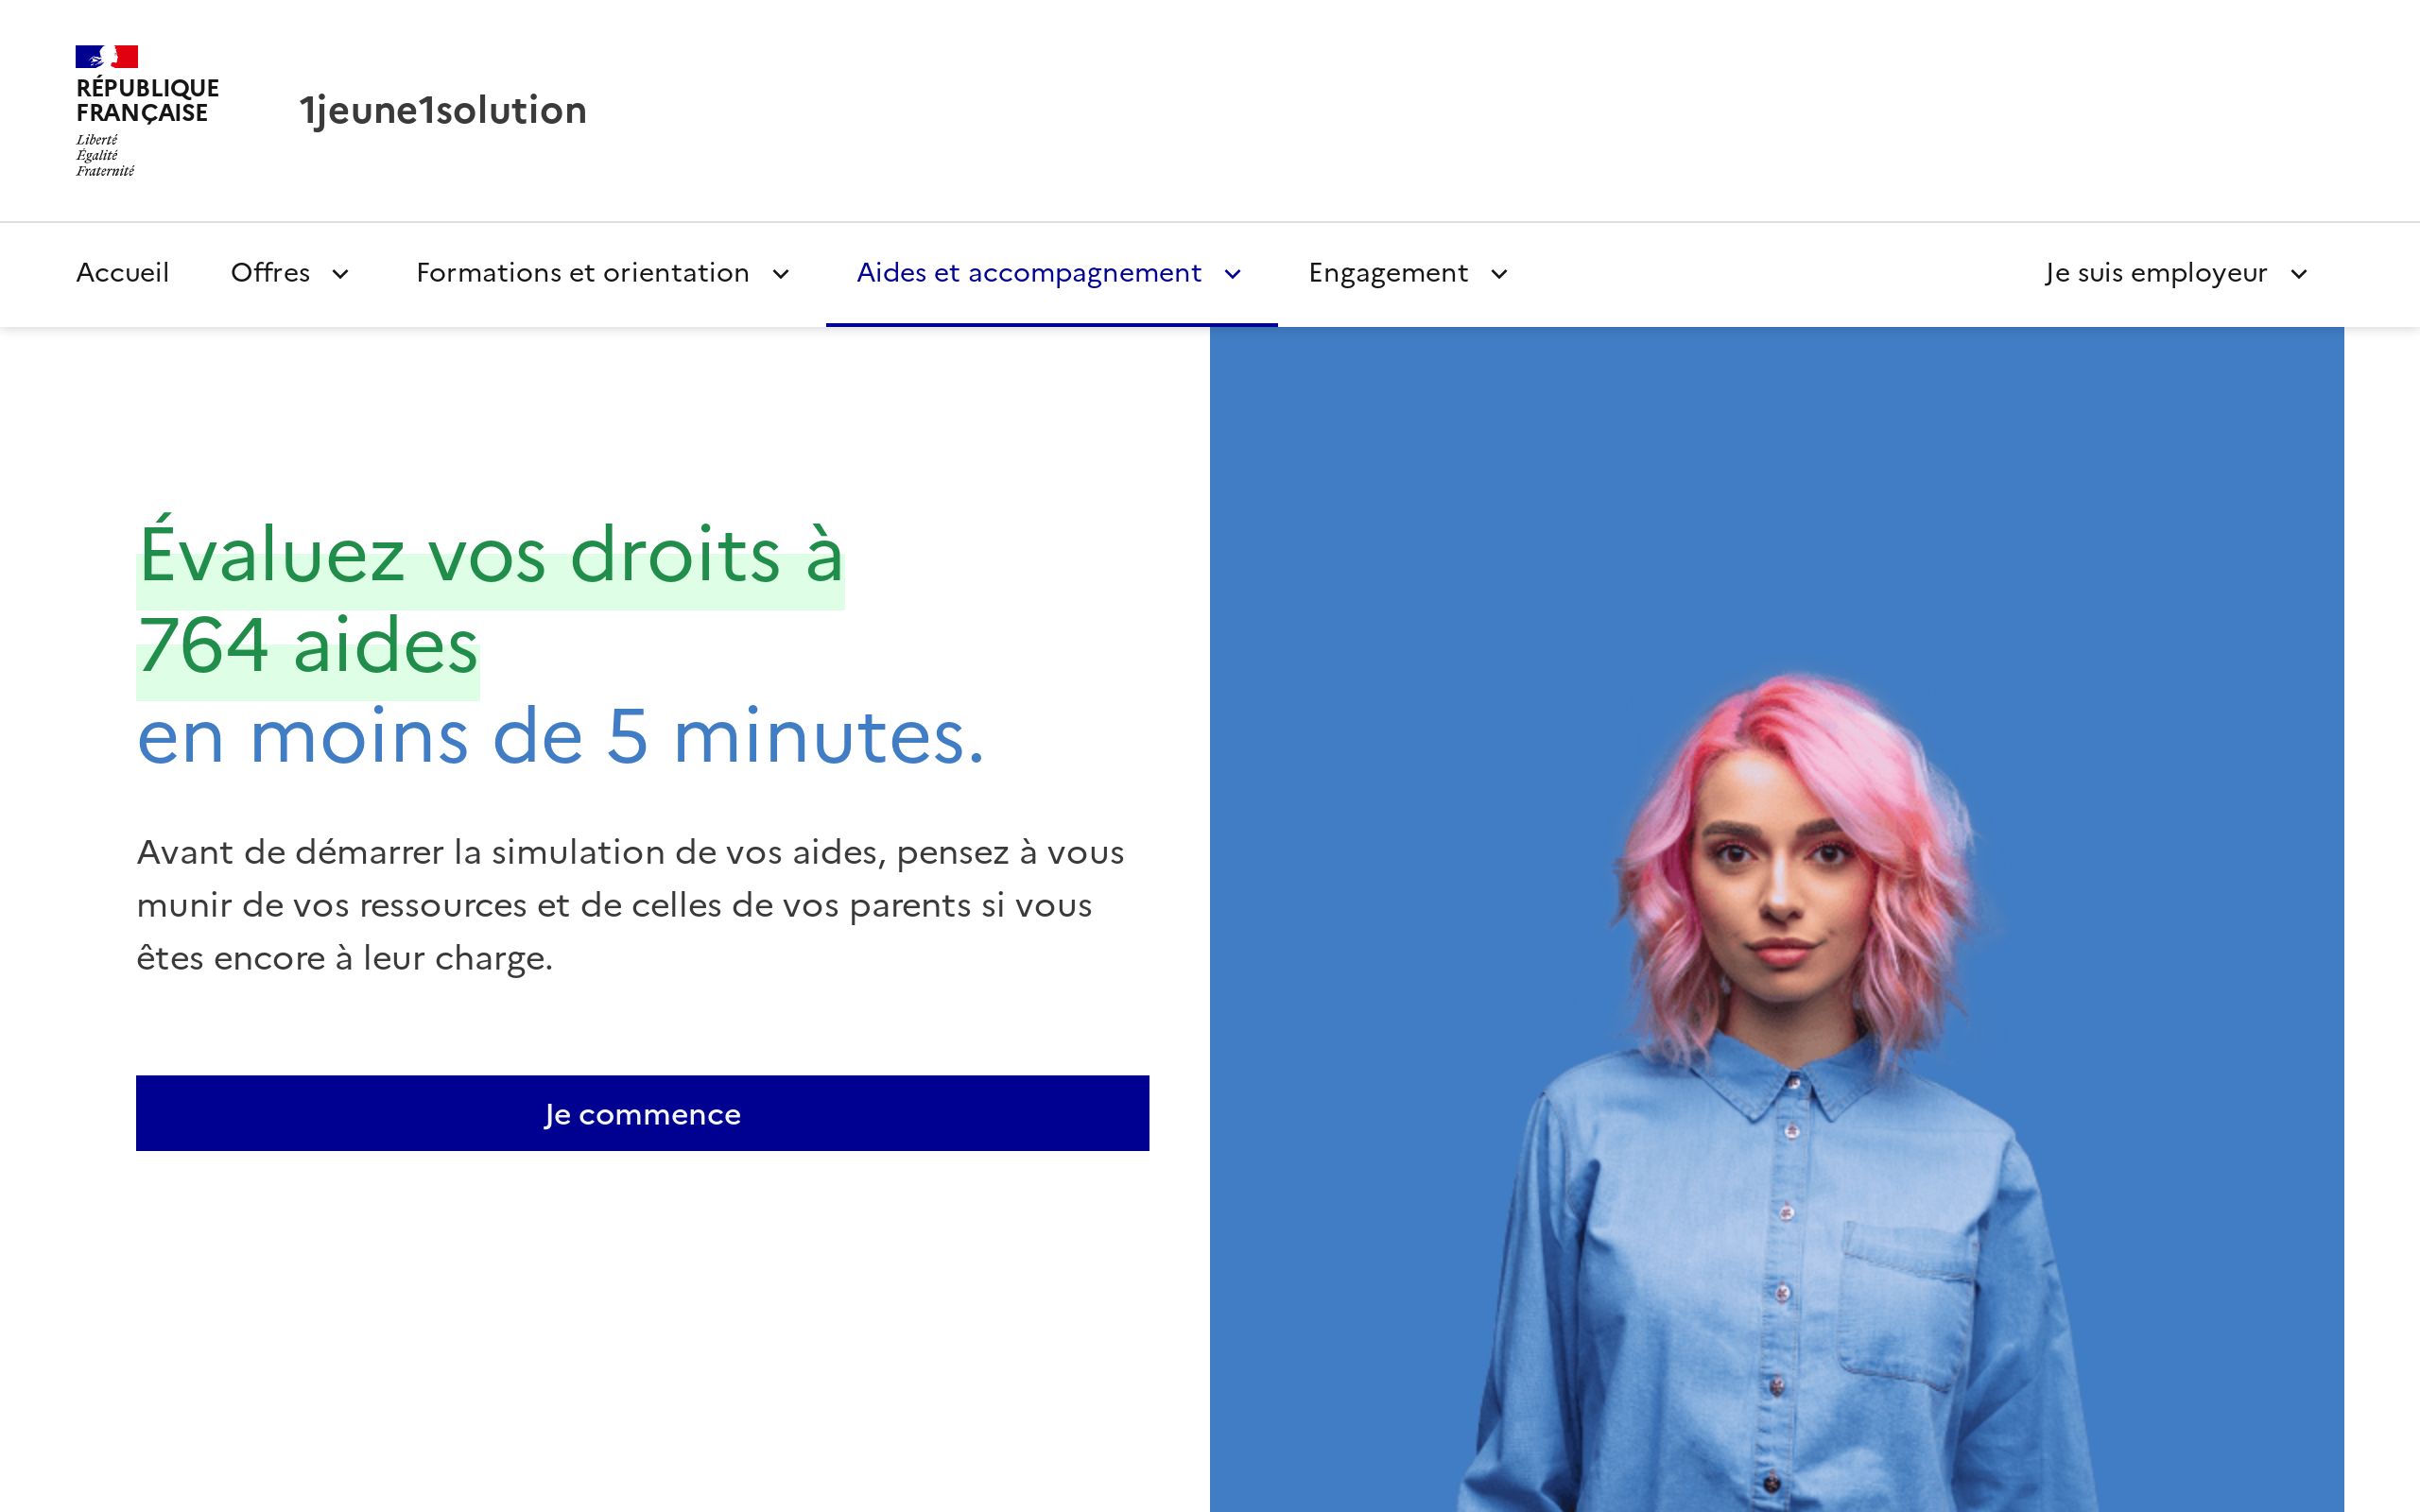 RÉPUBLIQUE
FRANÇAISE
Liberté
Égalité
Fraternité
1jeune1solution
Accueil
Offres
Formations et orientation
Aides et accompagnement
Engagement
Je suis employeur
Évaluez vos droits à
764 aides
en moins de 5 minutes.
Avant de démarrer la simulation de vos aides, pensez à vous
munir de vos ressources et de celles de vos parents si vous
êtes encore à leur charge.
Je commence